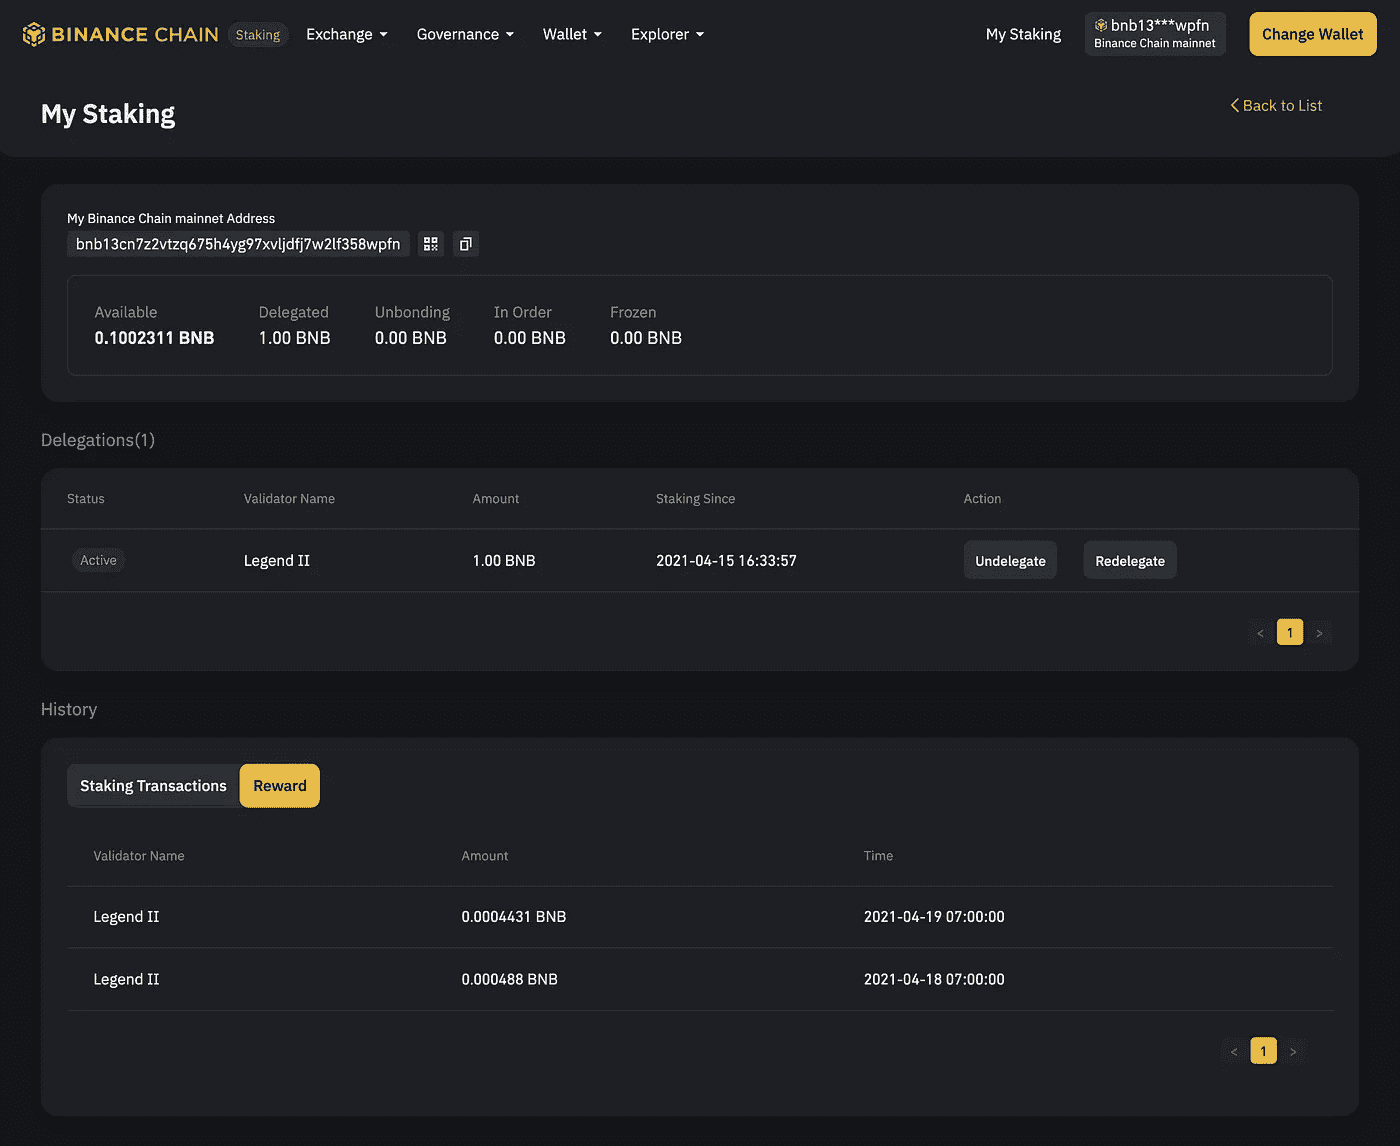 BINANCE CHAIN Staking Exchange Governance Wallet Explorer My Staking bnb13***wpfn Change Wallet
Binance Chain mainnet
My Staking
Back to List
My Binance Chain mainnet Address
bnb13cn7z2vtzq675h4yg97xvljdfj7w2lf358wpfn
Available Delegated Unbonding In Order Frozen
0.1002311 BNB 1.00 BNB 0.00 BNB 0.00 BNB 0.00 BNB
Delegations(1)
Status Validator Name Amount Staking Since Action
Active Legend II 1.00 BNB 2021-04-15 16:33:57 Undelegate Redelegate
< 1 >
History
Staking Transactions Reward
Validator Name Amount Time
Legend II 0.0004431 BNB 2021-04-19 07:00:00
Legend II 0.000488 BNB 2021-04-18 07:00:00
< 1 >